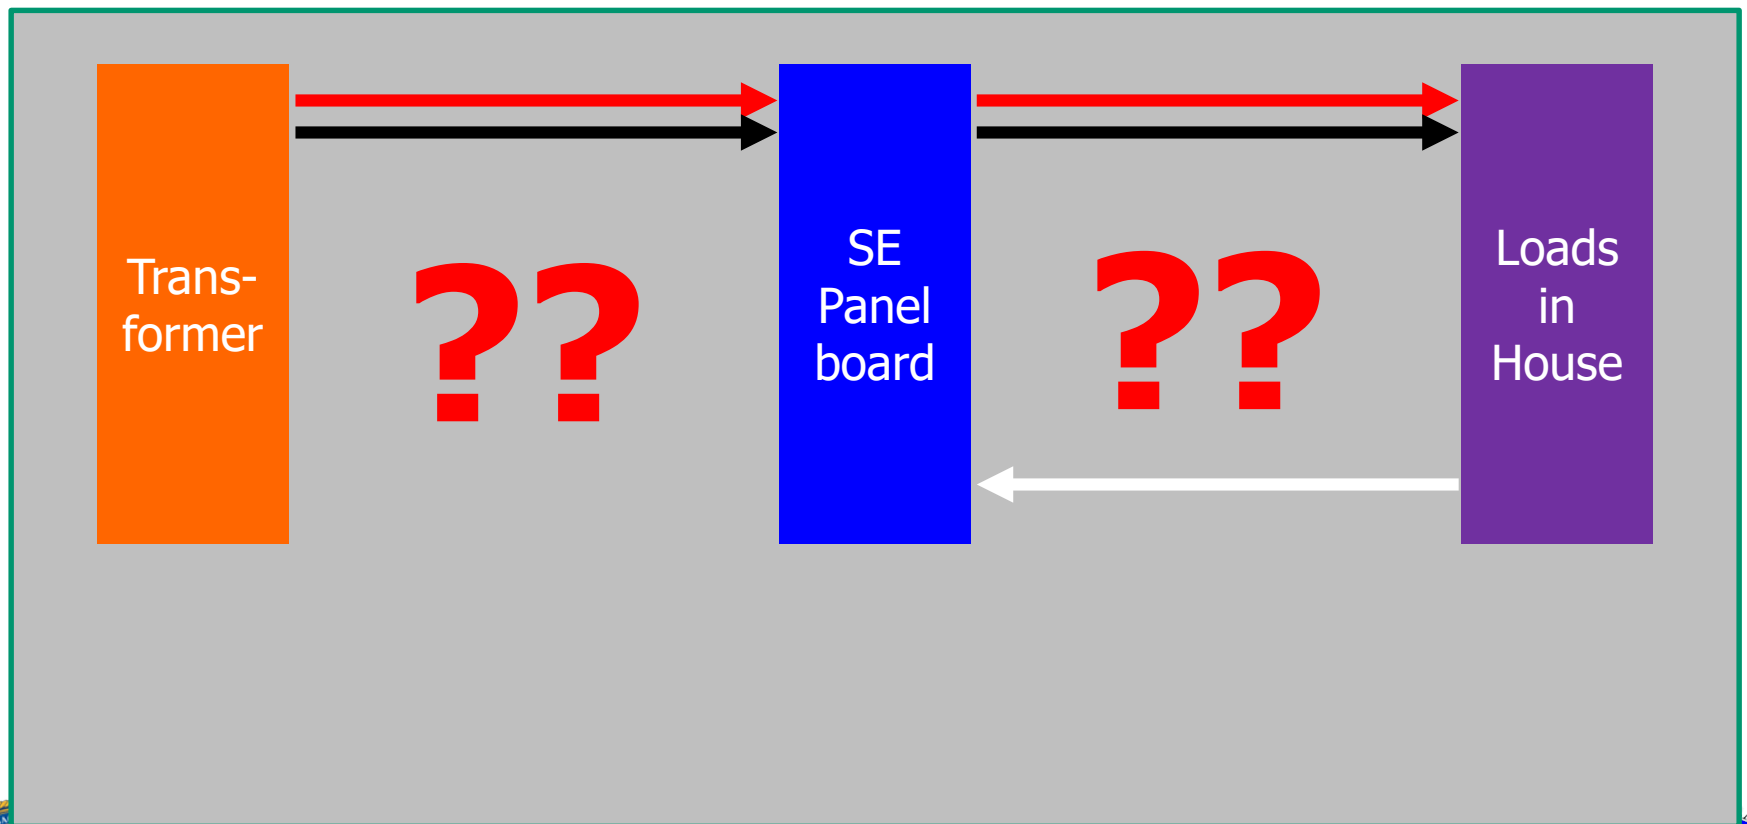 Trans-
former
??
SE
Panel
board
??
Loads
in
House